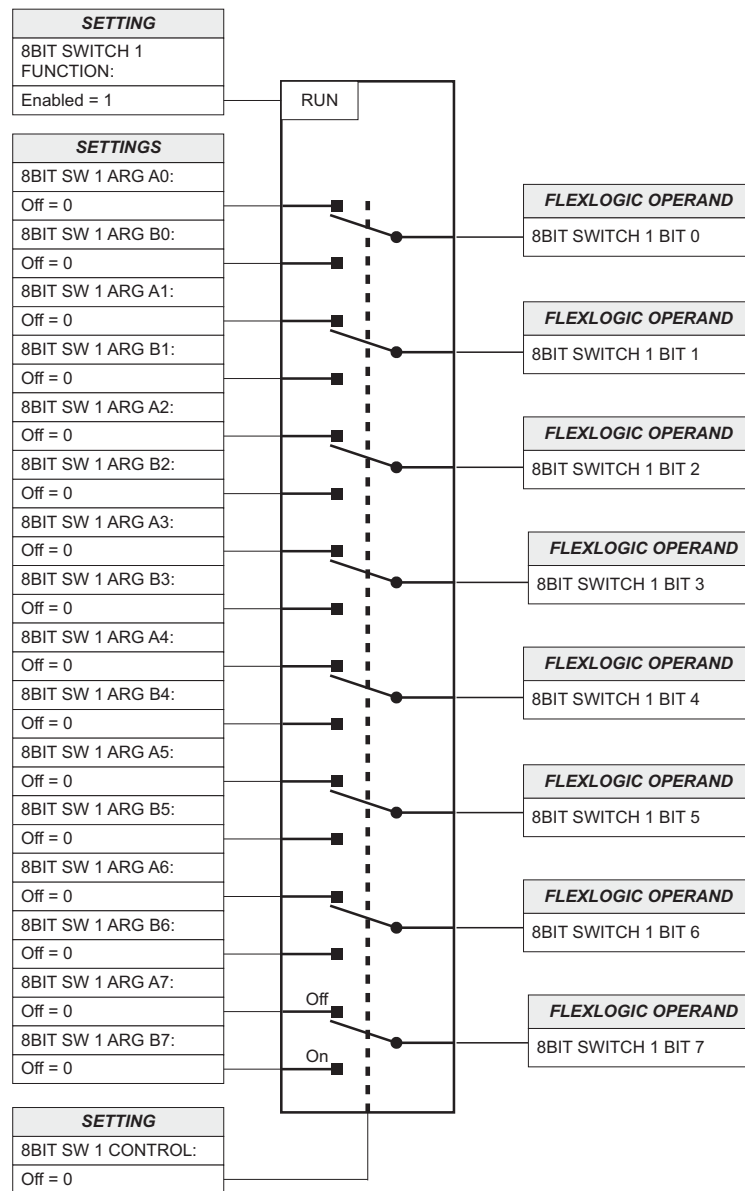 SETTING
8BIT SWITCH 1
FUNCTION:
Enabled = 1
RUN
SETTINGS
8BIT SW 1 ARG A0:
Off = 0
8BIT SW 1 ARG B0:
Off = 0
8BIT SW 1 ARG A1:
Off = 0
8BIT SW 1 ARG B1:
Off = 0
8BIT SW 1 ARG A2:
Off = 0
8BIT SW 1 ARG B2:
Off = 0
8BIT SW 1 ARG A3:
Off = 0
8BIT SW 1 ARG B3:
Off = 0
8BIT SW 1 ARG A4:
Off = 0
8BIT SW 1 ARG B4:
Off = 0
8BIT SW 1 ARG A5:
Off = 0
8BIT SW 1 ARG B5:
Off = 0
8BIT SW 1 ARG A6:
Off = 0
8BIT SW 1 ARG B6:
Off = 0
8BIT SW 1 ARG A7:
Off = 0
8BIT SW 1 ARG B7:
Off = 0
Off
On
SETTING
8BIT SW 1 CONTROL:
Off = 0
FLEXLOGIC OPERAND
8BIT SWITCH 1 BIT 0
FLEXLOGIC OPERAND
8BIT SWITCH 1 BIT 1
FLEXLOGIC OPERAND
8BIT SWITCH 1 BIT 2
FLEXLOGIC OPERAND
8BIT SWITCH 1 BIT 3
FLEXLOGIC OPERAND
8BIT SWITCH 1 BIT 4
FLEXLOGIC OPERAND
8BIT SWITCH 1 BIT 5
FLEXLOGIC OPERAND
8BIT SWITCH 1 BIT 6
FLEXLOGIC OPERAND
8BIT SWITCH 1 BIT 7